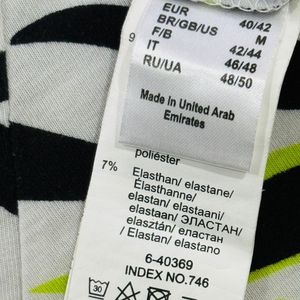 EUR 40/42
BR/GB/US M
F/B 42/44
IT 46/48
RU/UA 48/50
Made in United Arab
Emirates
9
poliéster
7% Elasthan/ elastane/
Élasthanne/
elastan/ elastaani/
elastan/ ЭЛАСТАН/
эластан/ еластан
/ Elastan/ elastano
6-40369
INDEX NO.746
30